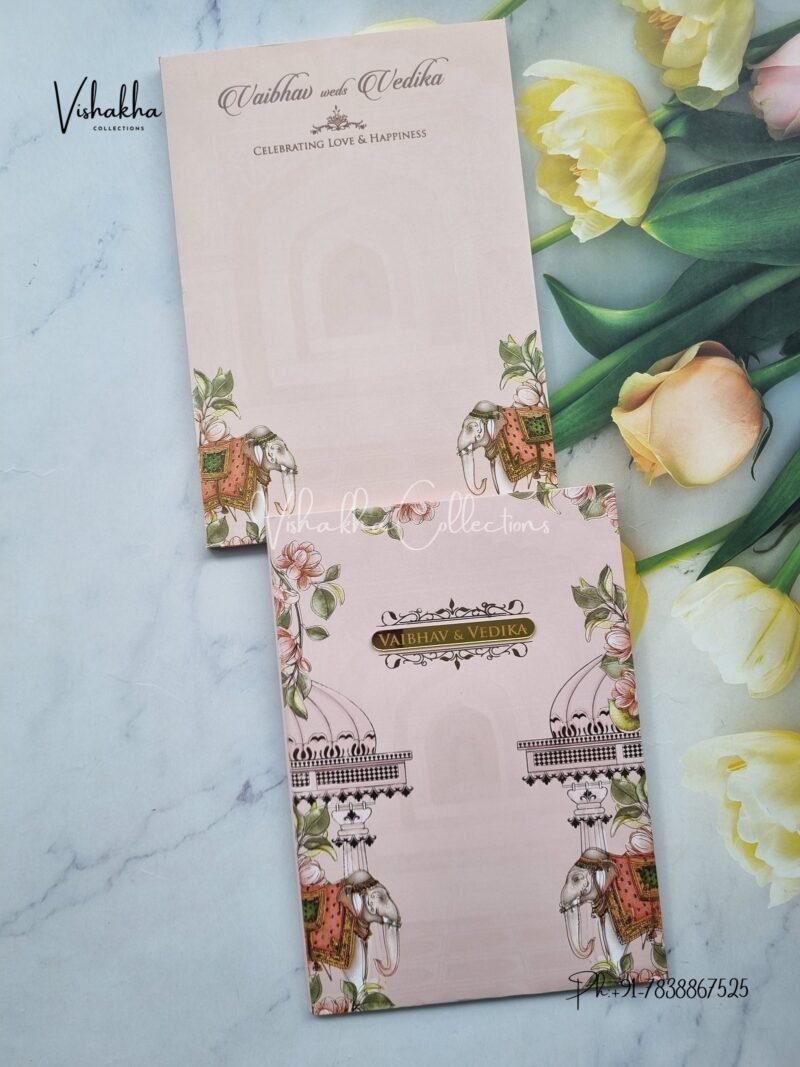 Vishakha
COLLECTIONS
Vaibhav weds Vedika
CELEBRATING LOVE & HAPPINESS
Vishakha Collections
VAIBHAV & VEDIKA
Ph:+91-7838867525